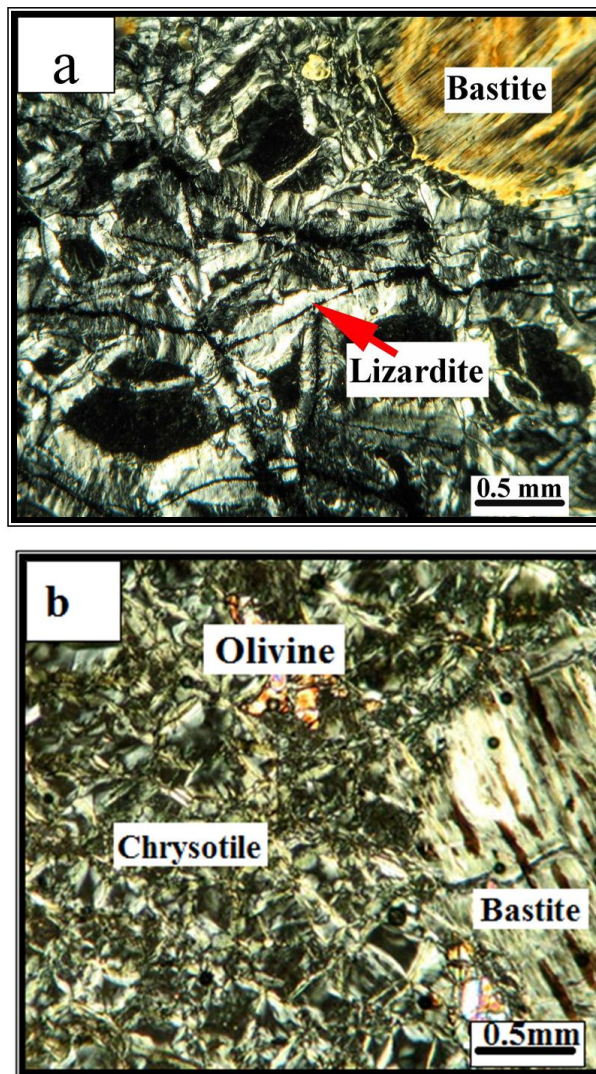 a
Bastite
Lizardite
0.5 mm
b
Olivine
Chrysotile
Bastite
0.5mm